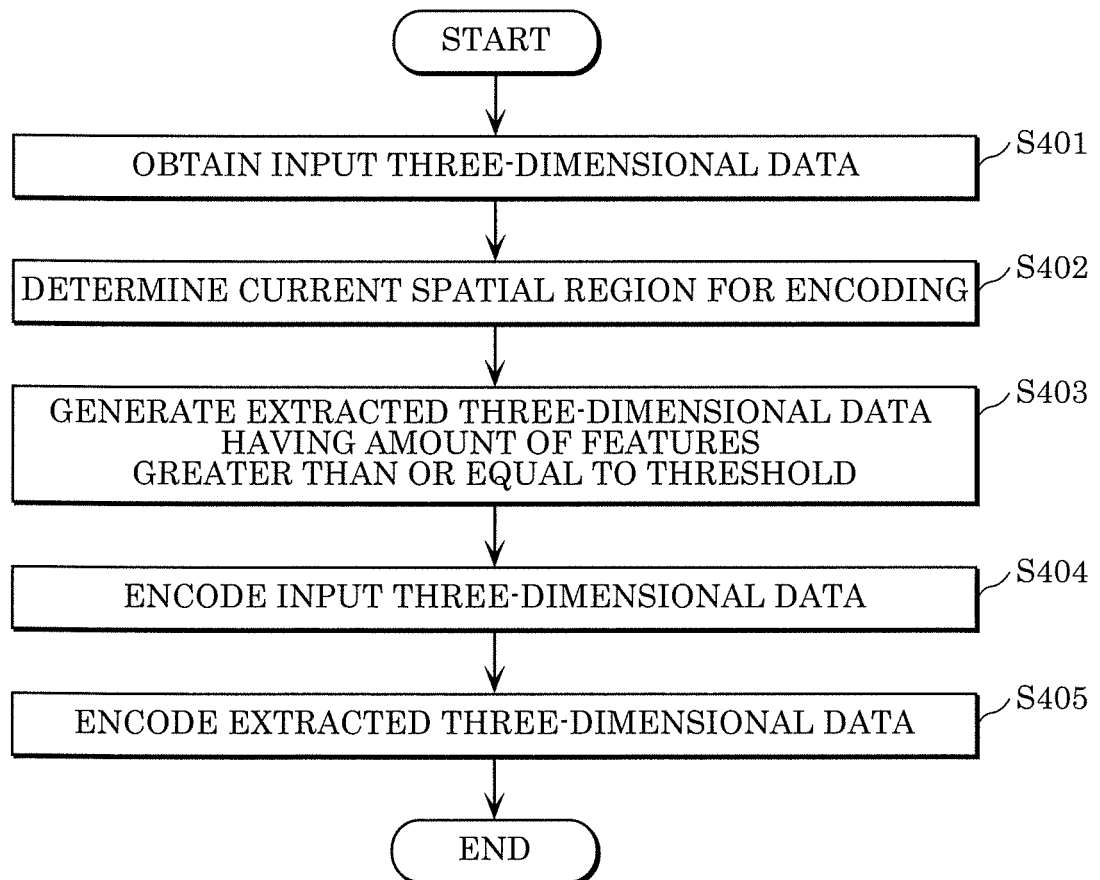 START
OBTAIN INPUT THREE-DIMENSIONAL DATA
S401
DETERMINE CURRENT SPATIAL REGION FOR ENCODING
S402
GENERATE EXTRACTED THREE-DIMENSIONAL DATA
HAVING AMOUNT OF FEATURES
GREATER THAN OR EQUAL TO THRESHOLD
S403
ENCODE INPUT THREE-DIMENSIONAL DATA
S404
ENCODE EXTRACTED THREE-DIMENSIONAL DATA
S405
END